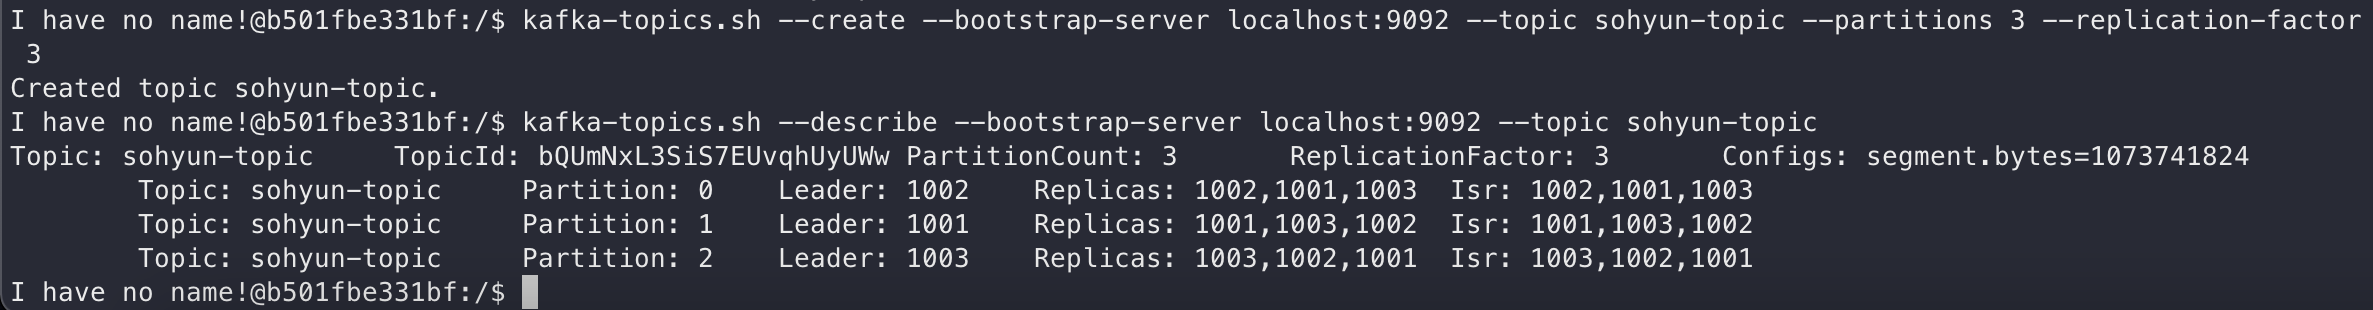 I have no name!@b501fbe331bf:/$ kafka-topics.sh --create --bootstrap-server localhost:9092 --topic sohyun-topic --partitions 3 --replication-factor
3
Created topic sohyun-topic.
I have no name!@b501fbe331bf:/$ kafka-topics.sh --describe --bootstrap-server localhost:9092 --topic sohyun-topic
Topic: sohyun-topic     TopicId: bQUmNxL3SiS7EUvqhUyUWw PartitionCount: 3       ReplicationFactor: 3       Configs: segment.bytes=1073741824
        Topic: sohyun-topic     Partition: 0    Leader: 1002    Replicas: 1002,1001,1003  Isr: 1002,1001,1003
        Topic: sohyun-topic     Partition: 1    Leader: 1001    Replicas: 1001,1003,1002  Isr: 1001,1003,1002
        Topic: sohyun-topic     Partition: 2    Leader: 1003    Replicas: 1003,1002,1001  Isr: 1003,1002,1001
I have no name!@b501fbe331bf:/$